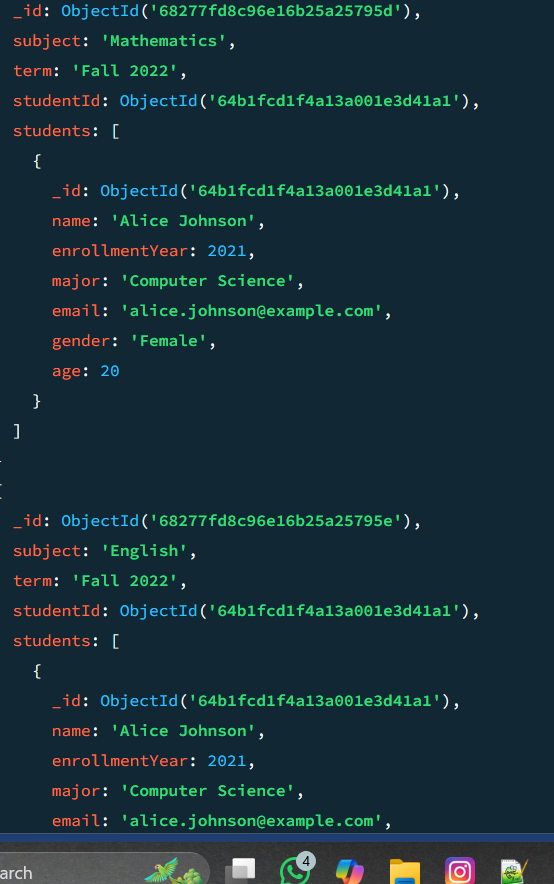 _id: ObjectId('68277fd8c96e16b25a25795d'),
subject: 'Mathematics',
term: 'Fall 2022',
studentId: ObjectId('64b1fcd1f4a13a001e3d41a1'),
students: [
{
_id: ObjectId('64b1fcd1f4a13a001e3d41a1'),
name: 'Alice Johnson',
enrollmentYear: 2021,
major: 'Computer Science',
email: 'alice.johnson@example.com',
gender: 'Female',
age: 20
}
]
_id: ObjectId('68277fd8c96e16b25a25795e'),
subject: 'English',
term: 'Fall 2022',
studentId: ObjectId('64b1fcd1f4a13a001e3d41a1'),
students: [
{
_id: ObjectId('64b1fcd1f4a13a001e3d41a1'),
name: 'Alice Johnson',
enrollmentYear: 2021,
major: 'Computer Science',
email: 'alice.johnson@example.com',
arch
4